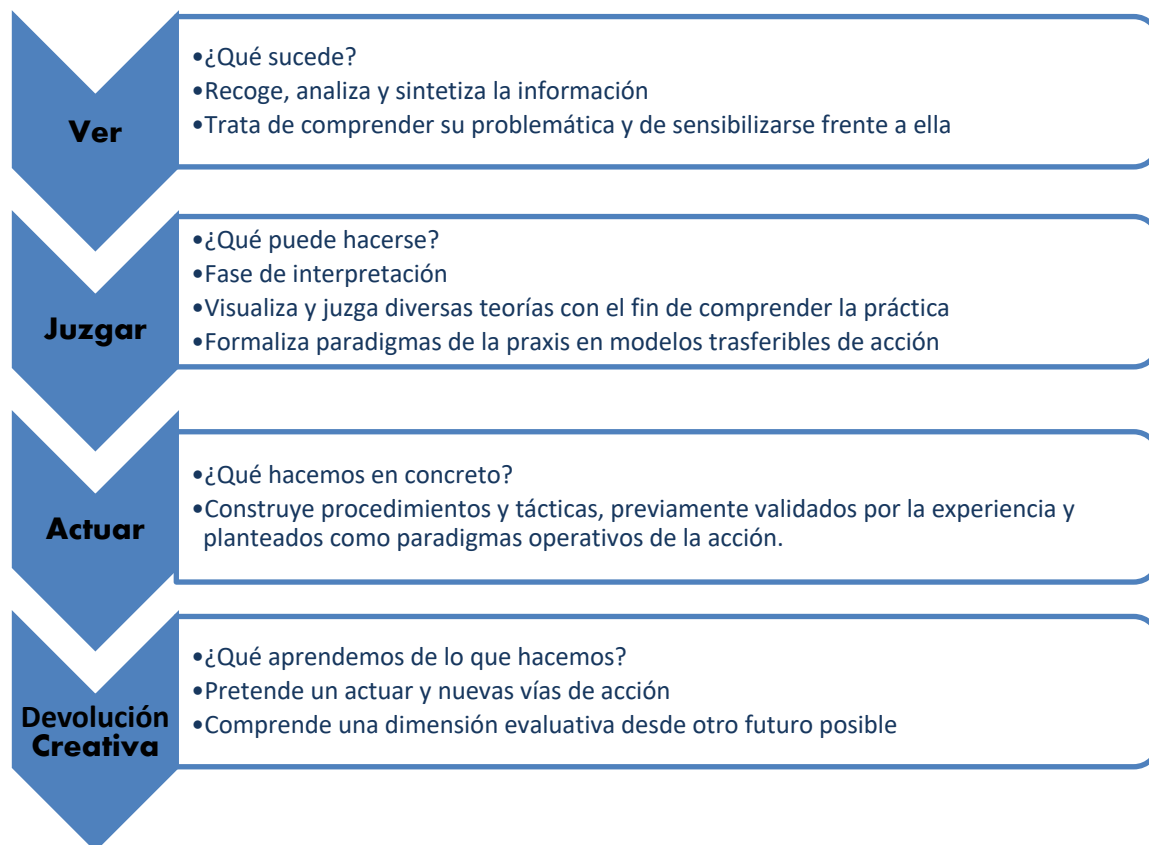 Ver
•¿Qué sucede?
•Recoge, analiza y sintetiza la información
•Trata de comprender su problemática y de sensibilizarse frente a ella
Juzgar
•¿Qué puede hacerse?
•Fase de interpretación
•Visualiza y juzga diversas teorías con el fin de comprender la práctica
•Formaliza paradigmas de la praxis en modelos trasferibles de acción
Actuar
•¿Qué hacemos en concreto?
•Construye procedimientos y tácticas, previamente validados por la experiencia y
planteados como paradigmas operativos de la acción.
Devolución
Creativa
•¿Qué aprendemos de lo que hacemos?
•Pretende un actuar y nuevas vías de acción
•Comprende una dimensión evaluativa desde otro futuro posible